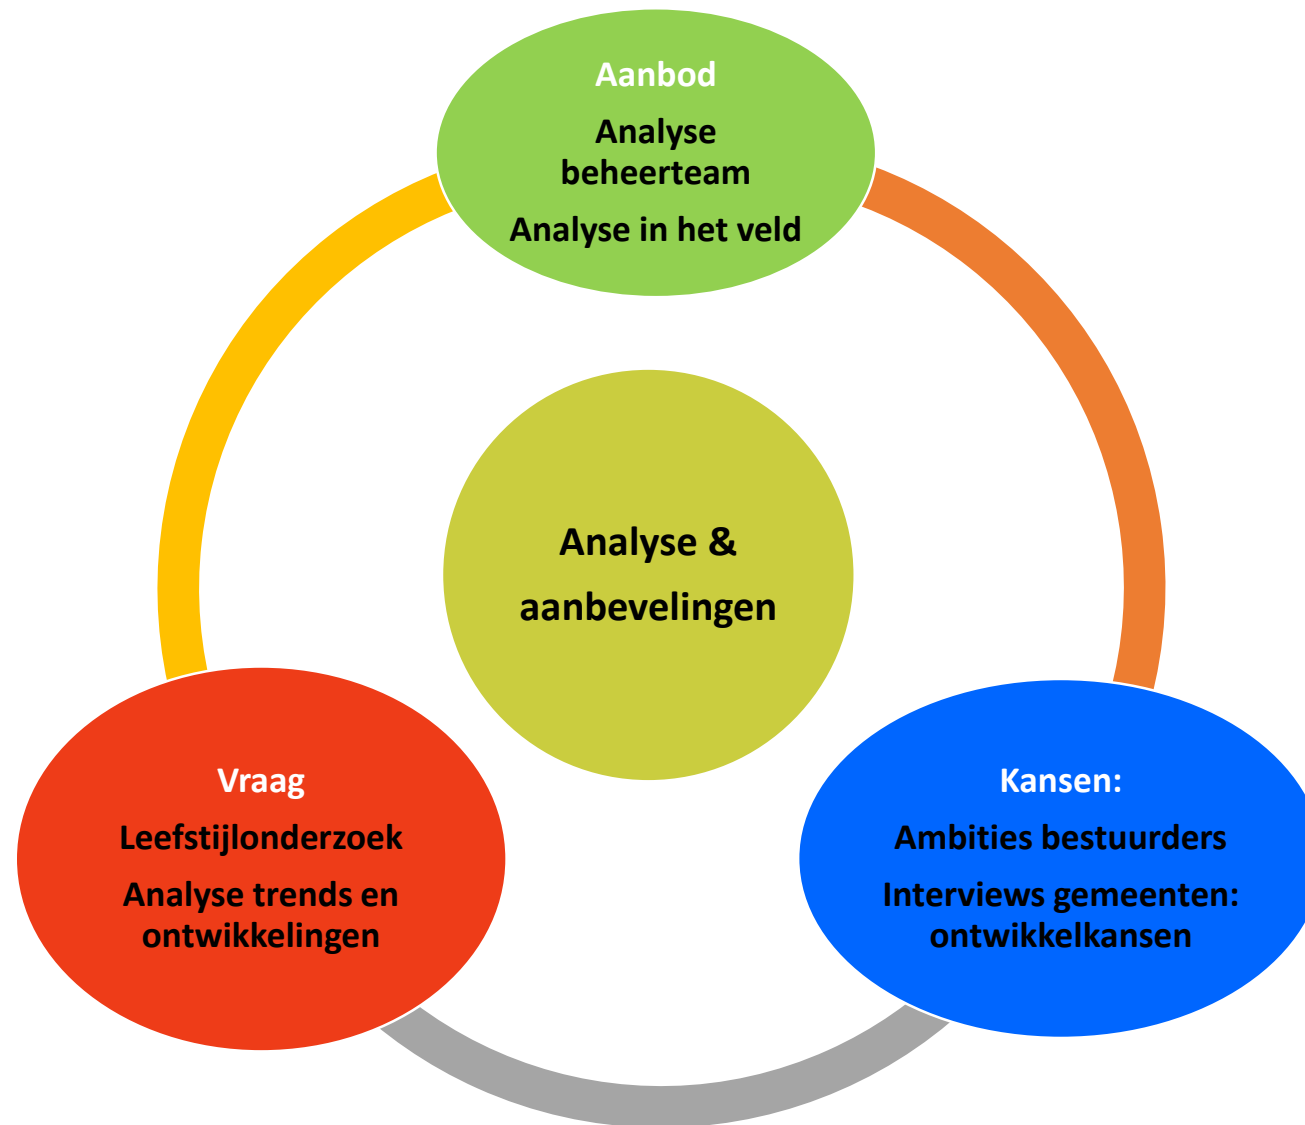 Aanbod
Analyse
beheerteam
Analyse in het veld
Analyse &
aanbevelingen
Vraag
Leefstijlonderzoek
Analyse trends en
ontwikkelingen
Kansen:
Ambities bestuurders
Interviews gemeenten:
ontwikkelkansen